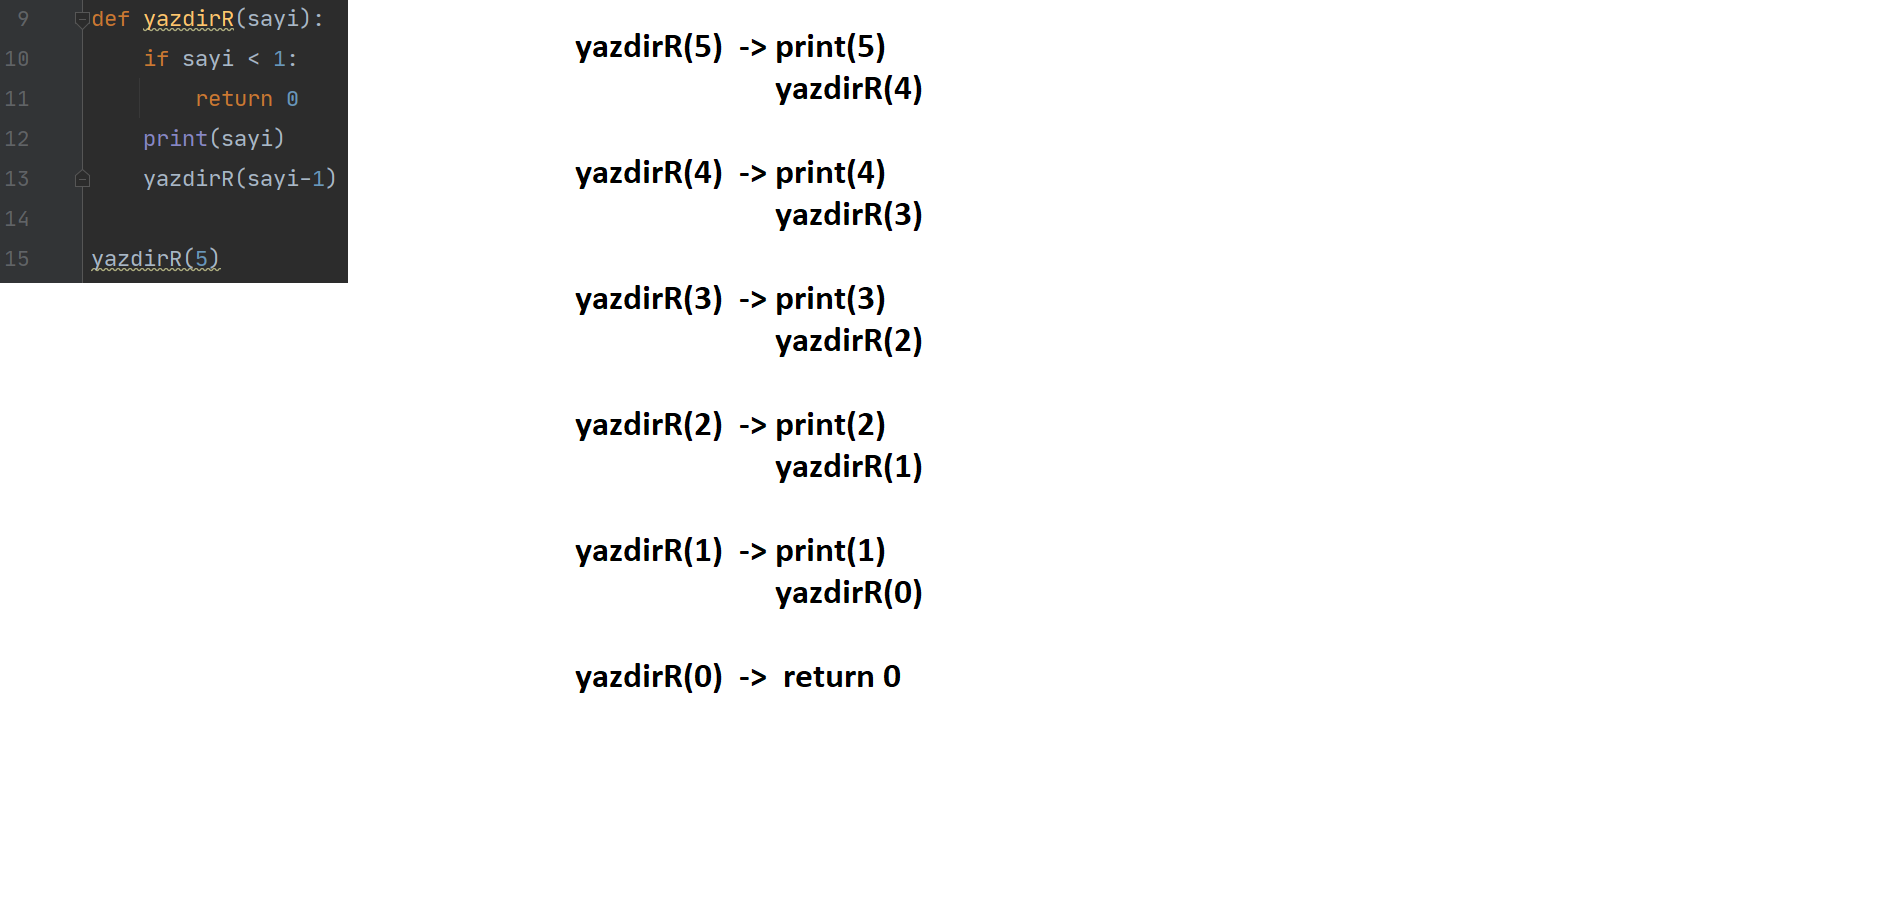 9 def yazdirR(sayi):
10 if sayi < 1:
11 return 0
12 print(sayi)
13 yazdirR(sayi-1)
14
15 yazdirR(5)
yazdirR(5) -> print(5)
yazdirR(4)
yazdirR(4) -> print(4)
yazdirR(3)
yazdirR(3) -> print(3)
yazdirR(2)
yazdirR(2) -> print(2)
yazdirR(1)
yazdirR(1) -> print(1)
yazdirR(0)
yazdirR(0) -> return 0